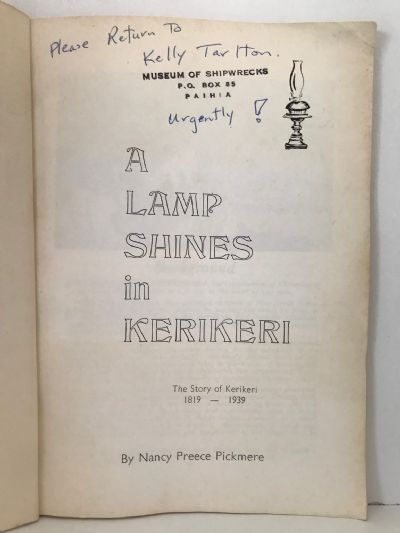 Please Return To
Kelly Tarlton.
MUSEUM OF SHIPWRECKS
P.O. BOX 85
PAIHIA
Urgently !
A
LAMP
SHINES
in
KERIKERI
The Story of Kerikeri
1819 — 1939
By Nancy Preece Pickmere